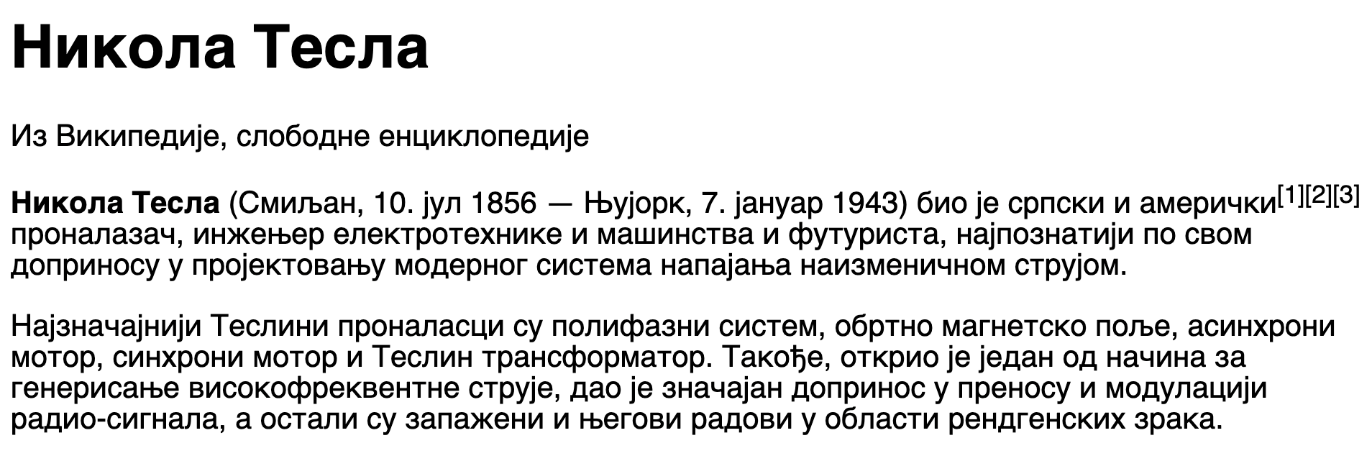 Никола Тесла
Из Википедије, слободне енциклопедије
Никола Тесла (Смиљан, 10. јул 1856 — Њујорк, 7. јануар 1943) био је српски и амерички[1][2][3]
проналазач, инжењер електротехнике и машинства и футуриста, најпознатији по свом
доприносу у пројектовању модерног система напајања наизменичном струјом.
Најзначајнији Теслини проналасци су полифазни систем, обртно магнетско поље, асинхрони
мотор, синхрони мотор и Теслин трансформатор. Такође, открио је један од начина за
генерисање високофреквентне струје, дао је значајан допринос у преносу и модулацији
радио-сигнала, а остали су запажени и његови радови у области рендгенских зрака.